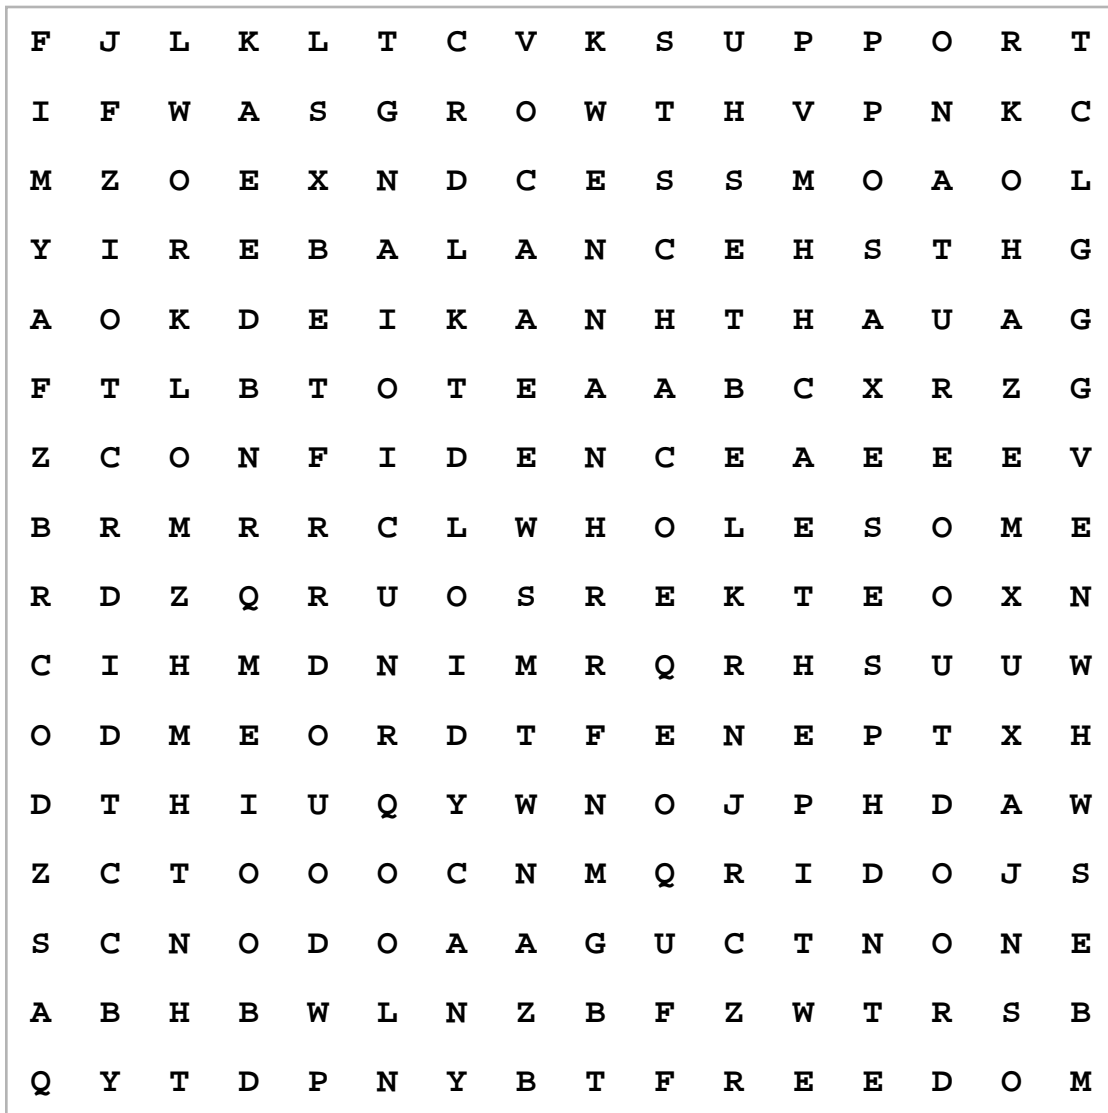 F J L K L T C V K S U P P O R T
I F W A S G R O W T H V P N K C
M Z O E X N D C E S S M O A O L
Y I R E B A L A N C E H S T H G
A O K D E I K A N H T H A U A G
F T L B T O T E A A B C X R Z G
Z C O N F I D E N C E A E E E V
B R M R R C L W H O L E S O M E
R D Z Q R U O S R E K T E O X N
C I H M D N I M R Q R H S U U W
O D M E O R D T F E N E P T X H
D T H I U Q Y W N O J P H D A W
Z C T O O O C N M Q R I D O J S
S C N O D O A A G U C T N O N E
A B H B W L N Z B F Z W T R S B
Q Y T D P N Y B T F R E E D O M